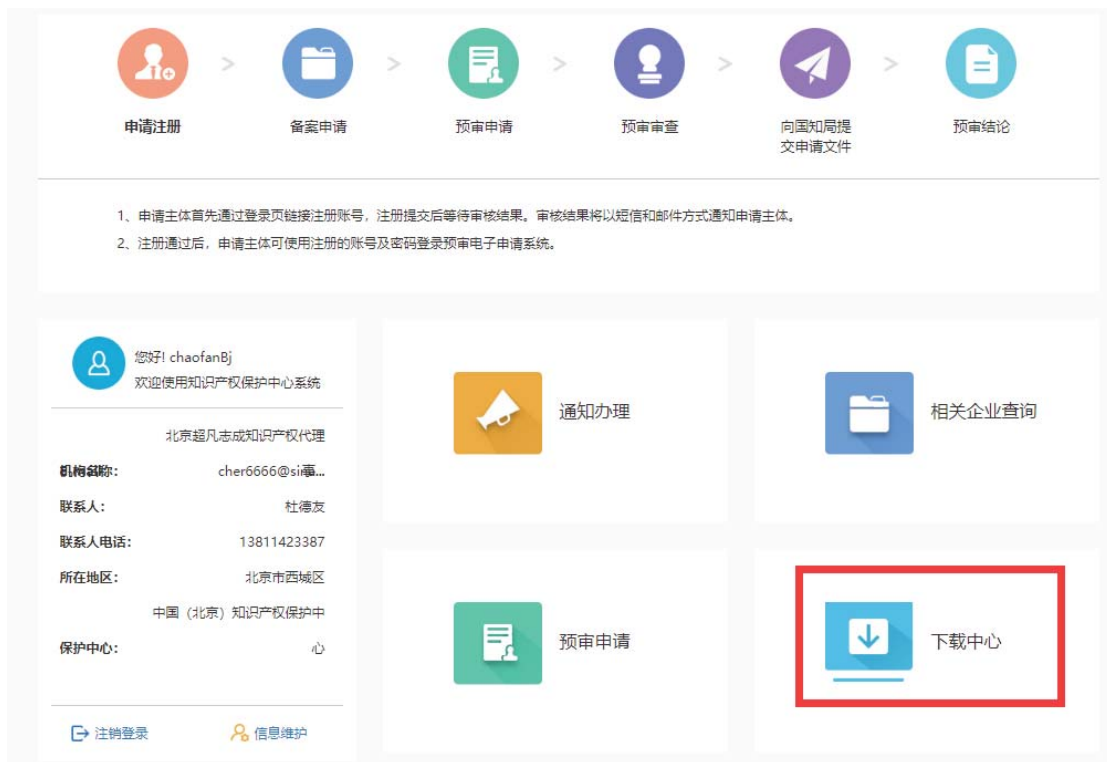 申请注册
>
备案申请
>
预审申请
>
预审审查
>
向国知局提
交申请文件
>
预审结论
1、申请主体首先通过登录页链接注册账号，注册提交后等待审核结果。审核结果将以短信和邮件方式通知申请主体。
2、注册通过后，申请主体可使用注册的账号及密码登录预审电子申请系统。
您好! chaofanBj
欢迎使用知识产权保护中心系统
北京超凡志成知识产权代理
cher6666@si
联系人： 杜德友
联系人电话： 13811423387
所在地区： 北京市西城区
中国（北京）知识产权保护中
保护中心： 心
注销登录 信息维护
通知办理
相关企业查询
预审申请
下载中心